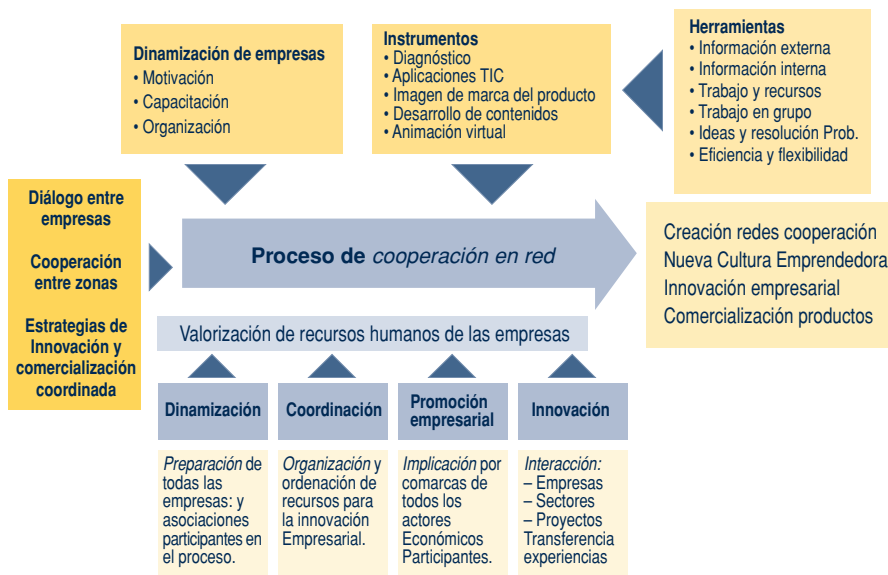 Dinamización de empresas
• Motivación
• Capacitación
• Organización
Instrumentos
• Diagnóstico
• Aplicaciones TIC
• Imagen de marca del producto
• Desarrollo de contenidos
• Animación virtual
Herramientas
• Información externa
• Información interna
• Trabajo y recursos
• Trabajo en grupo
• Ideas y resolución Prob.
• Eficiencia y flexibilidad
Diálogo entre
empresas
Cooperación
entre zonas
Estrategias de
Innovación y
comercialización
coordinada
Proceso de cooperación en red
Creación redes cooperación
Nueva Cultura Emprendedora
Innovación empresarial
Comercialización productos
Valorización de recursos humanos de las empresas
Dinamización
Coordinación
Promoción
empresarial
Innovación
Preparación de
todas las
empresas: y
asociaciones
participantes en
el proceso.
Organización y
ordenación de
recursos para
la innovación
Empresarial.
Implicación por
comarcas de
todos los
actores
Económicos
Participantes.
Interacción:
– Empresas
– Sectores
– Proyectos
Transferencia
experiencias